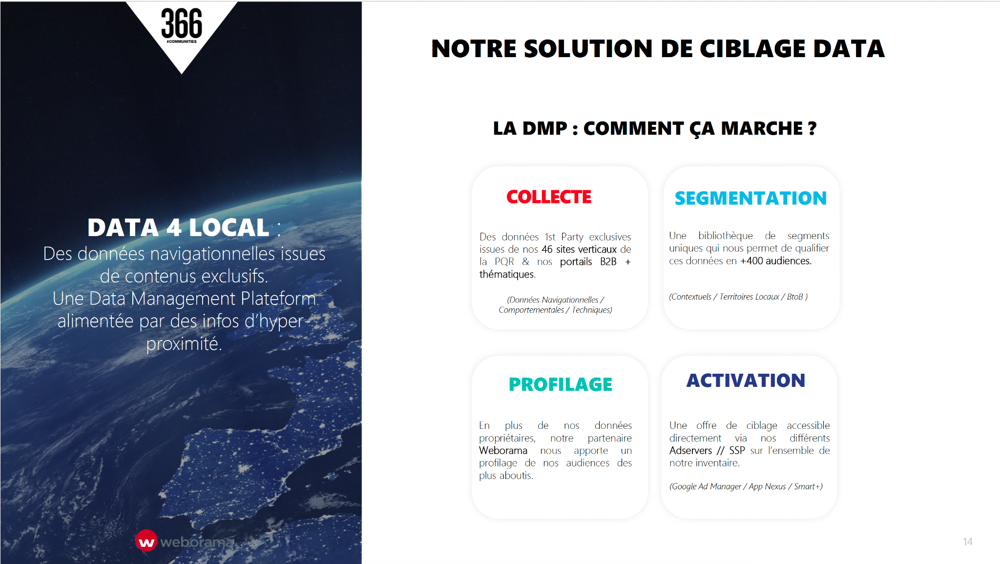 366
#COMMUNITIES
DATA 4 LOCAL :
Des données navigationnelles issues
de contenus exclusifs.
Une Data Management Plateform
alimentée par des infos d’hyper-
proximité.
weborama
NOTRE SOLUTION DE CIBLAGE DATA
LA DMP : COMMENT ÇA MARCHE ?
COLLECTE
Des données 1st Party exclusives
issues de nos 46 sites verticaux de
la PQR & nos portails B2B +
thématiques.
(Données Navigationnelles /
Comportementales / Techniques)
SEGMENTATION
Une bibliothèque de segments
uniques qui nous permet de qualifier
ces données en +400 audiences.
(Contextuels / Territoires Locaux / BtoB )
PROFILAGE
En plus de nos données
propriétaires, notre partenaire
Weborama nous apporte un
profilage de nos audiences des
plus aboutis.
ACTIVATION
Une offre de ciblage accessible
directement via nos différents
Adservers // SSP sur l’ensemble de
notre inventaire.
(Google Ad Manager / App Nexus / Smart+)
14